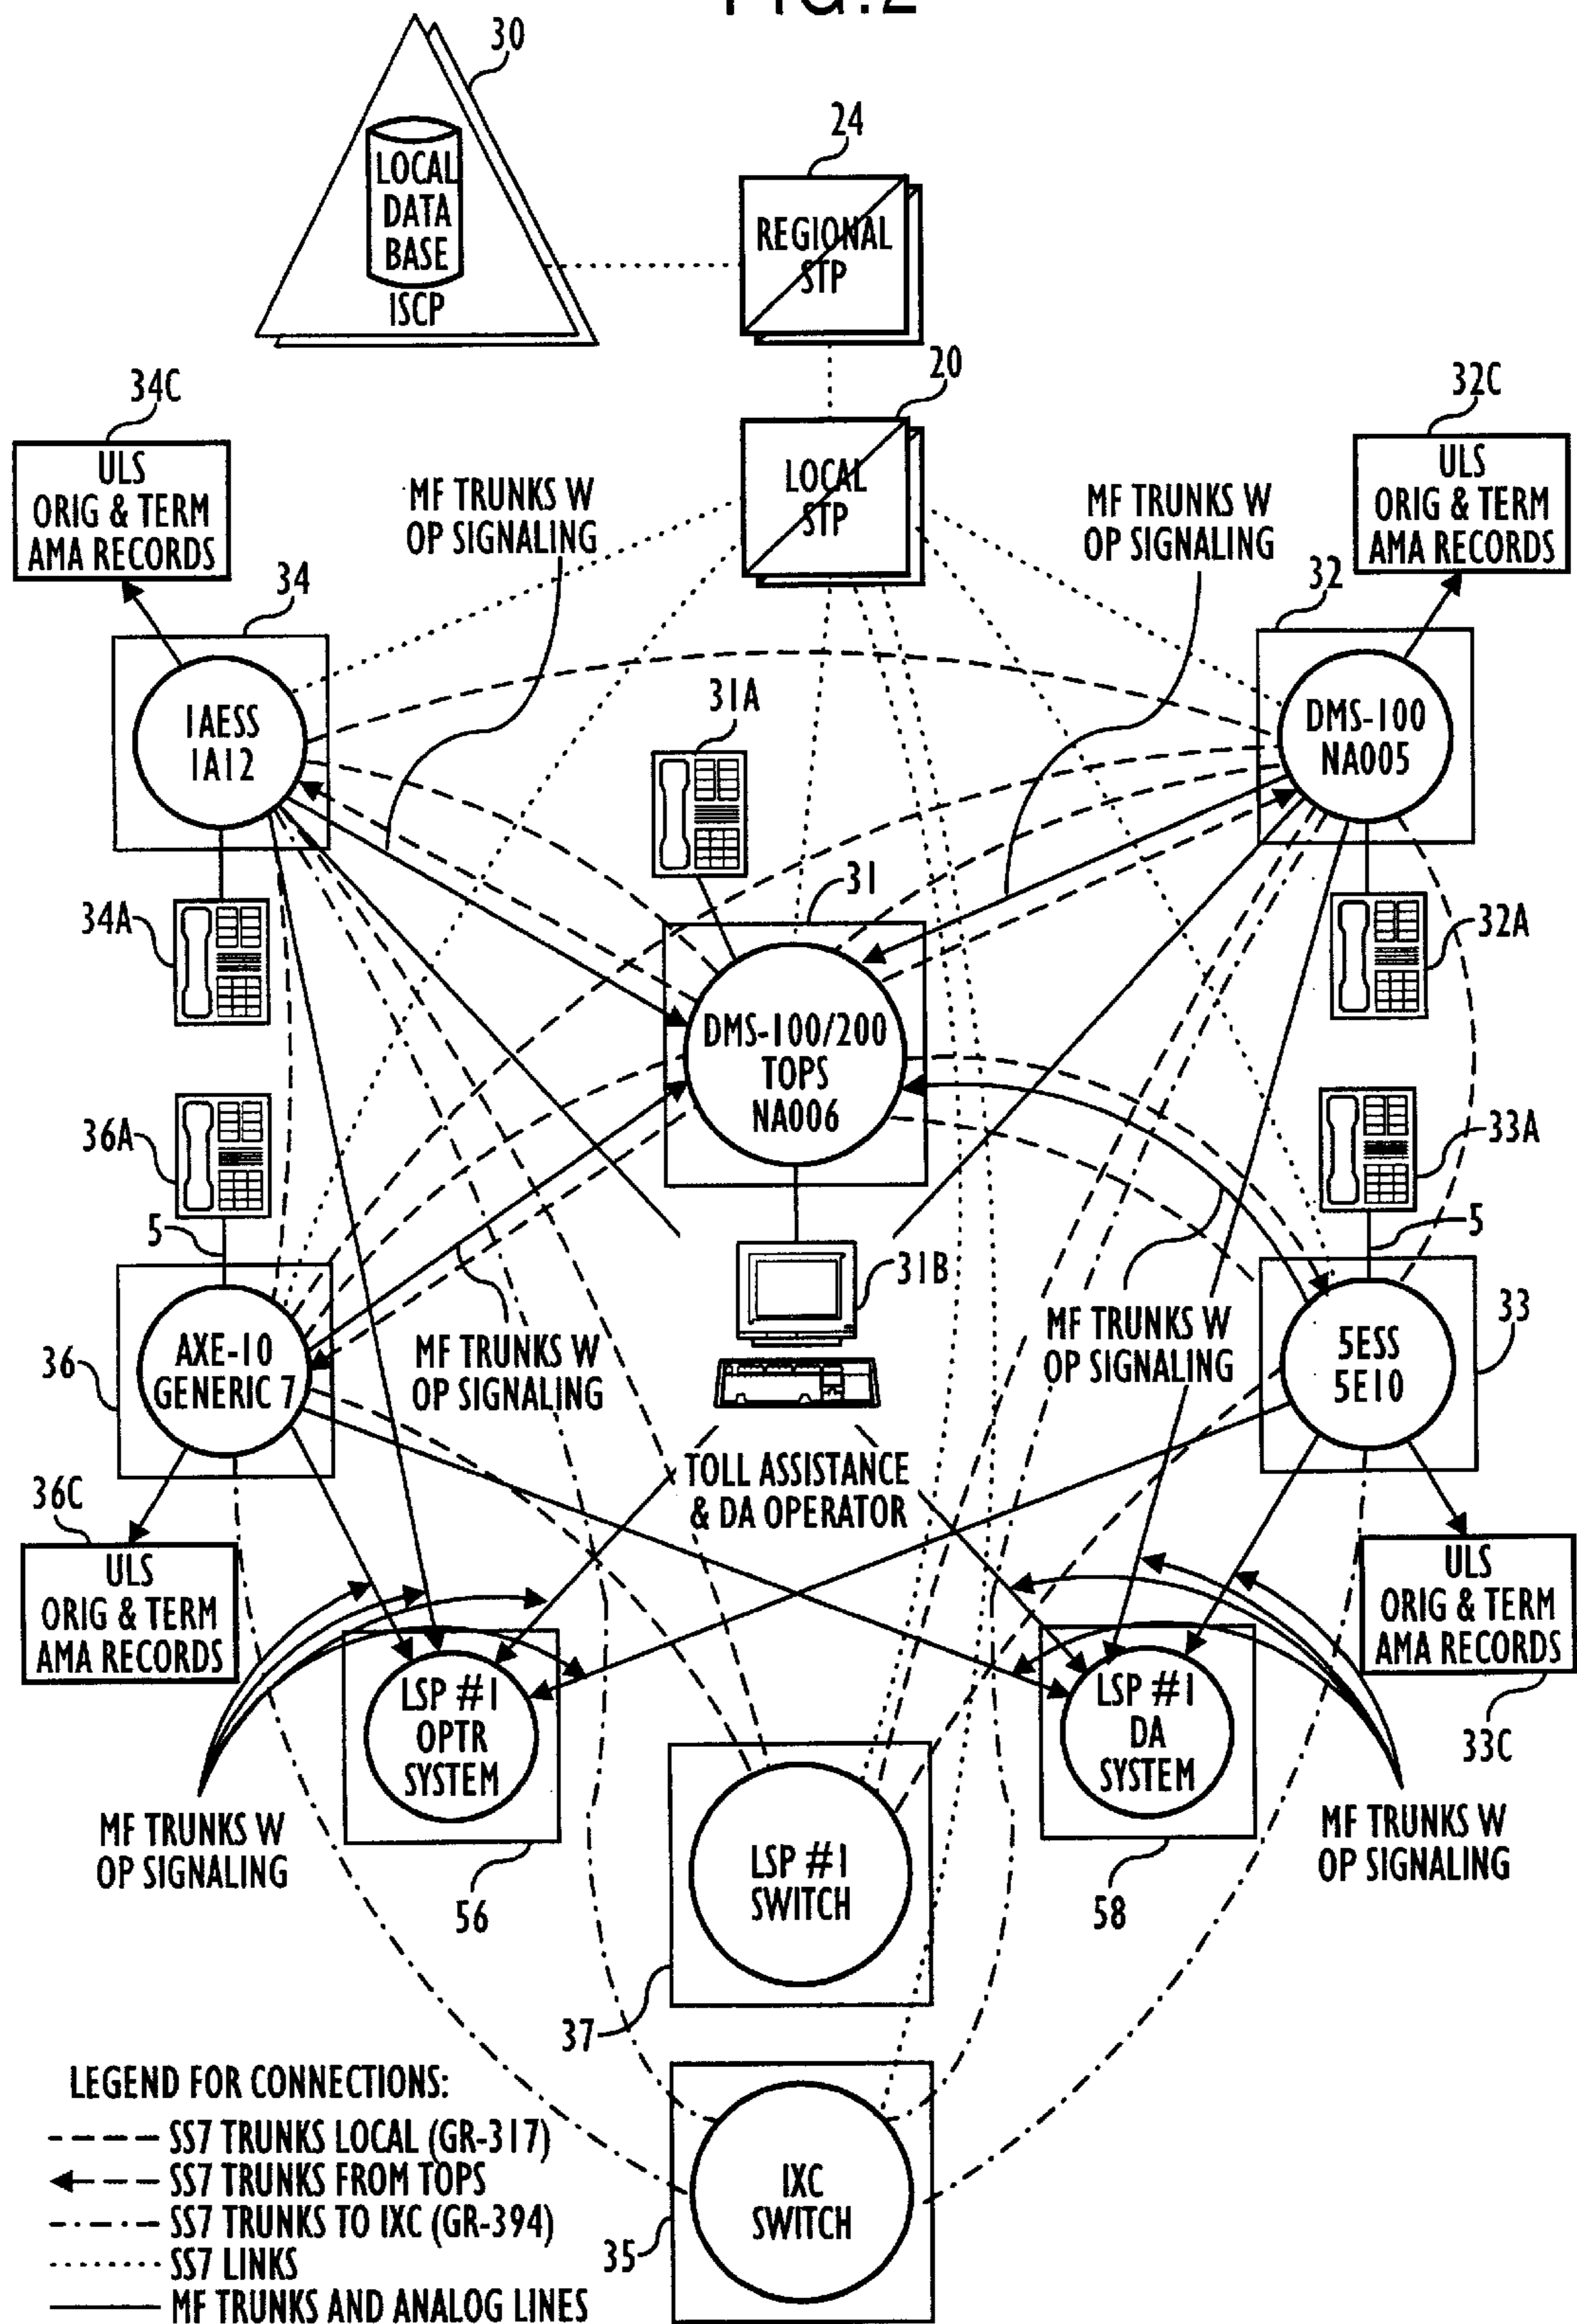 FIG.2
30
LOCAL
DATA
BASE
ISCP
24
REGIONAL
STP
20
LOCAL
STP
34C
ULS
ORIG & TERM
AMA RECORDS
32C
ULS
ORIG & TERM
AMA RECORDS
MF TRUNKS W
OP SIGNALING
MF TRUNKS W
OP SIGNALING
34
1AESS
1A12
32
DMS-100
NA005
31A
34A
32A
31
DMS-100/200
TOPS
NA006
36A
5
33A
5
31B
36
AXE-10
GENERIC 7
MF TRUNKS W
OP SIGNALING
MF TRUNKS W
OP SIGNALING
33
5ESS
5E10
TOLL ASSISTANCE
& DA OPERATOR
36C
ULS
ORIG & TERM
AMA RECORDS
ULS
ORIG & TERM
AMA RECORDS
33C
LSP #1
OPTR
SYSTEM
56
LSP #1
DA
SYSTEM
58
MF TRUNKS W
OP SIGNALING
MF TRUNKS W
OP SIGNALING
LSP #1
SWITCH
37
IXC
SWITCH
35
LEGEND FOR CONNECTIONS:
SS7 TRUNKS LOCAL (GR-317)
SS7 TRUNKS FROM TOPS
SS7 TRUNKS TO IXC (GR-394)
SS7 LINKS
MF TRUNKS AND ANALOG LINES